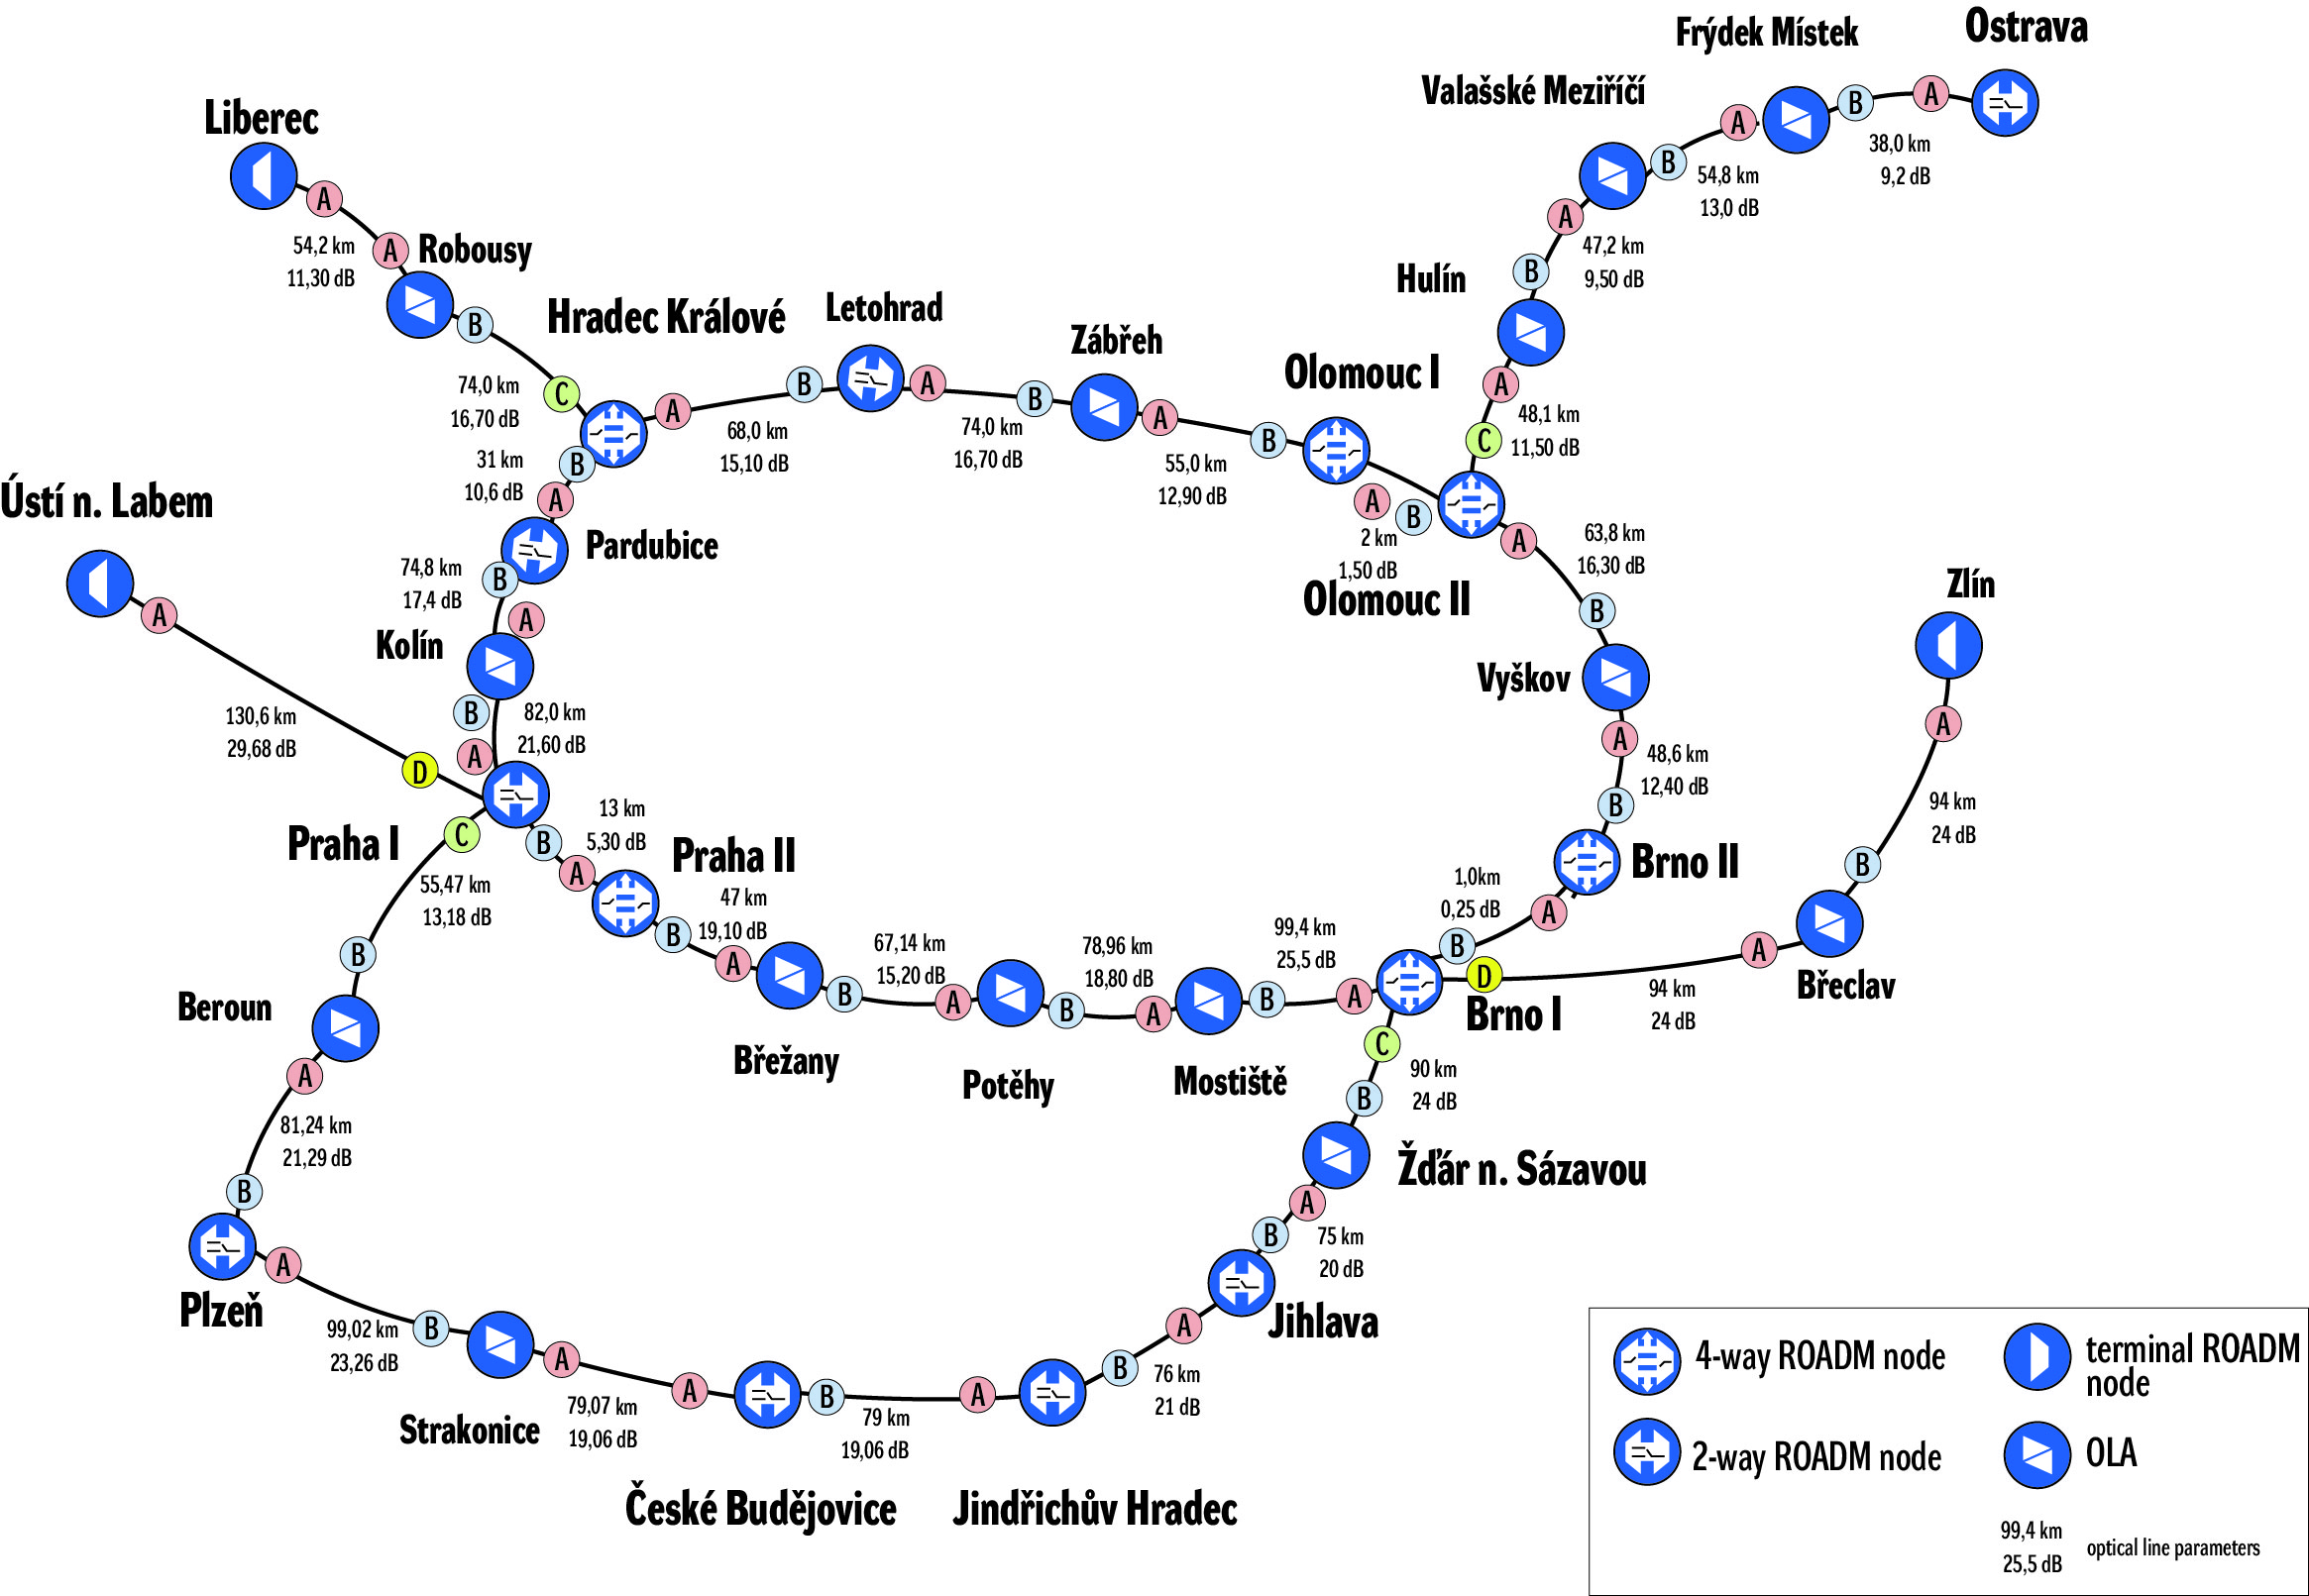 Ostrava
Frýdek Místek
Valašské Meziříčí
A
B
A
38,0 km
9,2 dB
B
54,8 km
13,0 dB
A
47,2 km
9,50 dB
B
Hulín
A
48,1 km
11,50 dB
C
Liberec
A
54,2 km
11,30 dB
A
Robousy
B
Hradec Králové
74,0 km
16,70 dB
C
A
68,0 km
15,10 dB
B
Letohrad
A
74,0 km
16,70 dB
B
Zábřeh
A
55,0 km
12,90 dB
B
Olomouc I
A
B
2 km
1,50 dB
Olomouc II
A
63,8 km
16,30 dB
B
Vyškov
A
48,6 km
12,40 dB
B
Brno II
31 km
10,6 dB
B
A
Pardubice
74,8 km
17,4 dB
B
A
Kolín
B
82,0 km
21,60 dB
A
Ústí n. Labem
A
130,6 km
29,68 dB
D
Praha I
C
55,47 km
13,18 dB
B
13 km
5,30 dB
A
Praha II
47 km
19,10 dB
B
A
Břežany
B
67,14 km
15,20 dB
A
Potěhy
B
78,96 km
18,80 dB
A
Mostiště
B
99,4 km
25,5 dB
A
1,0km
0,25 dB
A
B
D
Brno I
94 km
24 dB
A
Břeclav
B
94 km
24 dB
A
Zlín
C
90 km
24 dB
B
Žďár n. Sázavou
A
75 km
20 dB
B
Jihlava
A
76 km
21 dB
B
Jindřichův Hradec
A
79 km
19,06 dB
B
České Budějovice
A
79,07 km
19,06 dB
A
Strakonice
B
99,02 km
23,26 dB
A
Plzeň
B
81,24 km
21,29 dB
A
Beroun
B
4-way ROADM node
2-way ROADM node
terminal ROADM
node
OLA
99,4 km
25,5 dB
optical line parameters